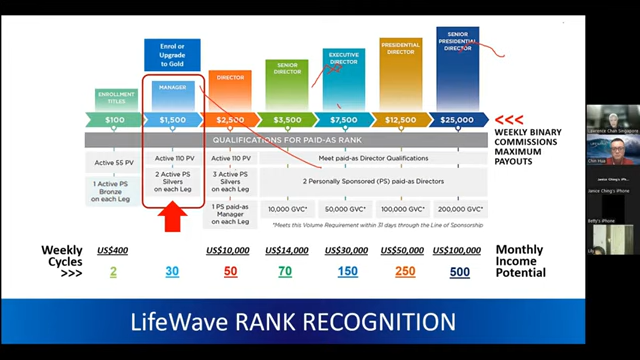 Enrol or
Upgrade
to Gold
ENROLLMENT
TITLES
MANAGER
DIRECTOR
SENIOR
DIRECTOR
EXECUTIVE
DIRECTOR
PRESIDENTIAL
DIRECTOR
SENIOR
PRESIDENTIAL
DIRECTOR
$100 $1,500 $2,500 $3,500 $7,500 $12,500 $25,000
<<<
WEEKLY BINARY
COMMISSIONS
MAXIMUM
PAYOUTS
QUALIFICATIONS FOR PAID-AS RANK
Active 55 PV Active 110 PV Active 110 PV Meet paid-as Director Qualifications
1 Active PS
Bronze on
each Leg
2 Active PS
Silvers on
each Leg
3 Active PS
Silvers on
each Leg
2 Personally Sponsored (PS) paid-as Directors
1 PS paid-as
Manager on
each Leg
10,000 GVC* 50,000 GVC* 100,000 GVC* 200,000 GVC*
*Meets this Volume Requirement within 31 days through the Line of Sponsorship
Weekly
Cycles
>>>
US$400 US$10,000 US$14,000 US$30,000 US$50,000 US$100,000
2 30 50 70 150 250 500
Monthly
Income
Potential
LifeWave RANK RECOGNITION
Lawrence Chan Singapore
Chin Hua
Janice Ching's iPhone
Janice Ching's iPhone
Betty's iPhone